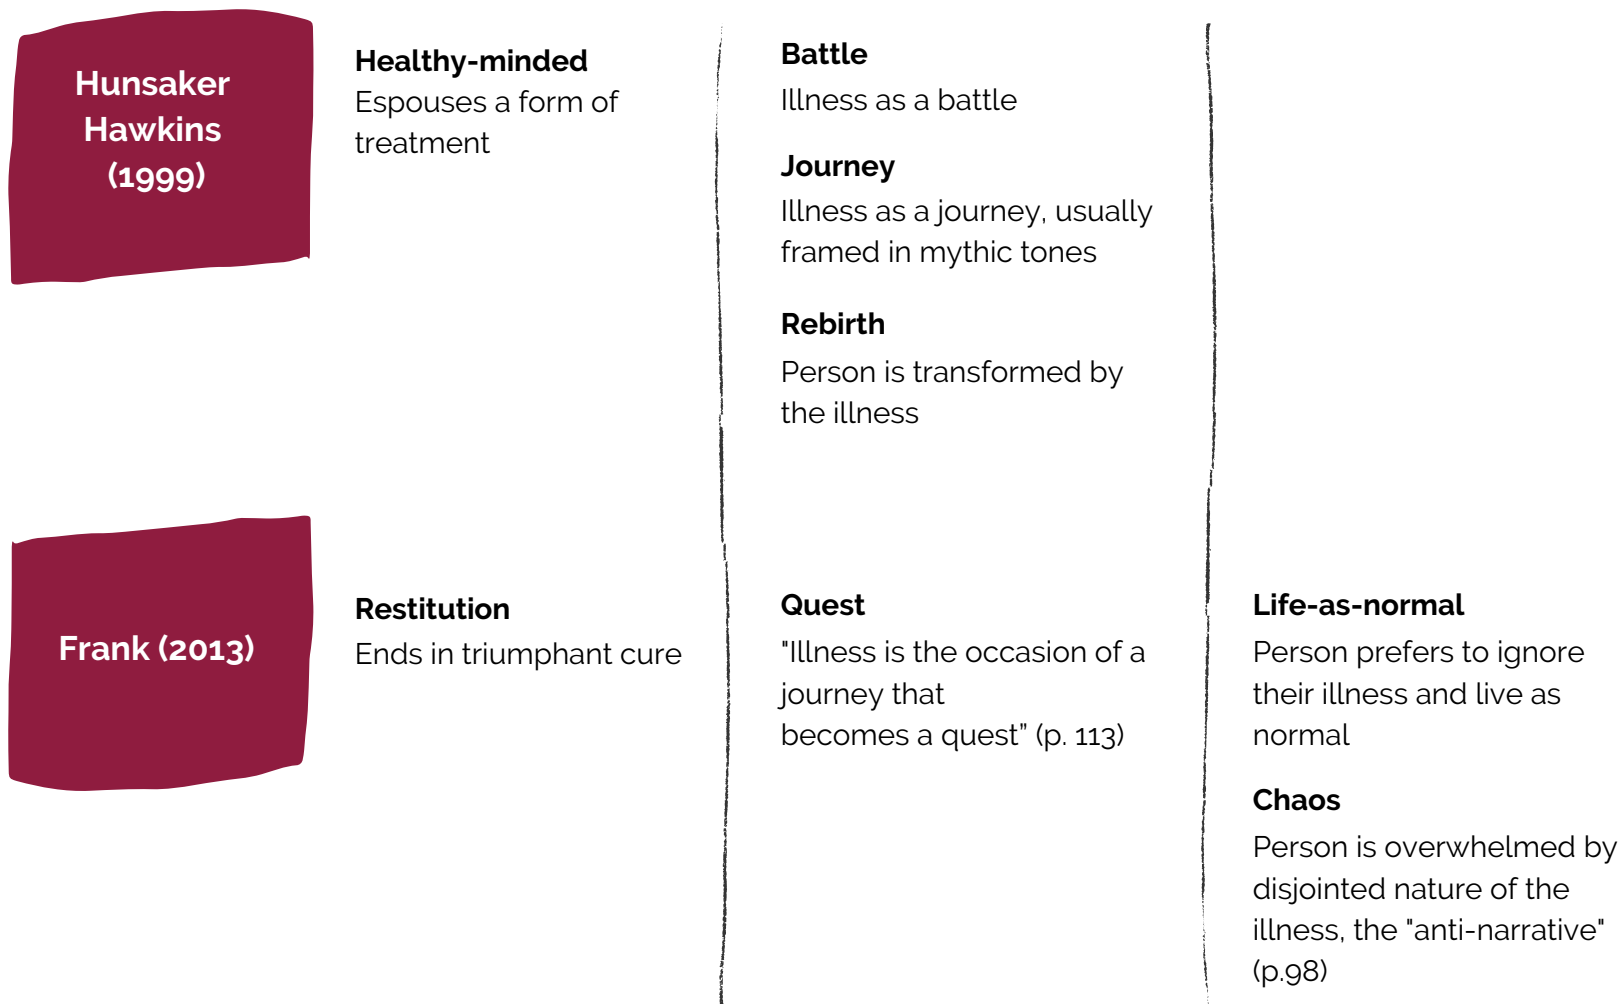 Hunsaker
Hawkins
(1999)
Healthy-minded
Espouses a form of
treatment
Battle
Illness as a battle
Journey
Illness as a journey, usually
framed in mythic tones
Rebirth
Person is transformed by
the illness
Frank (2013)
Restitution
Ends in triumphant cure
Quest
"Illness is the occasion of a
journey that
becomes a quest” (p. 113)
Life-as-normal
Person prefers to ignore
their illness and live as
normal
Chaos
Person is overwhelmed by
disjointed nature of the
illness, the "anti-narrative"
(p.98)